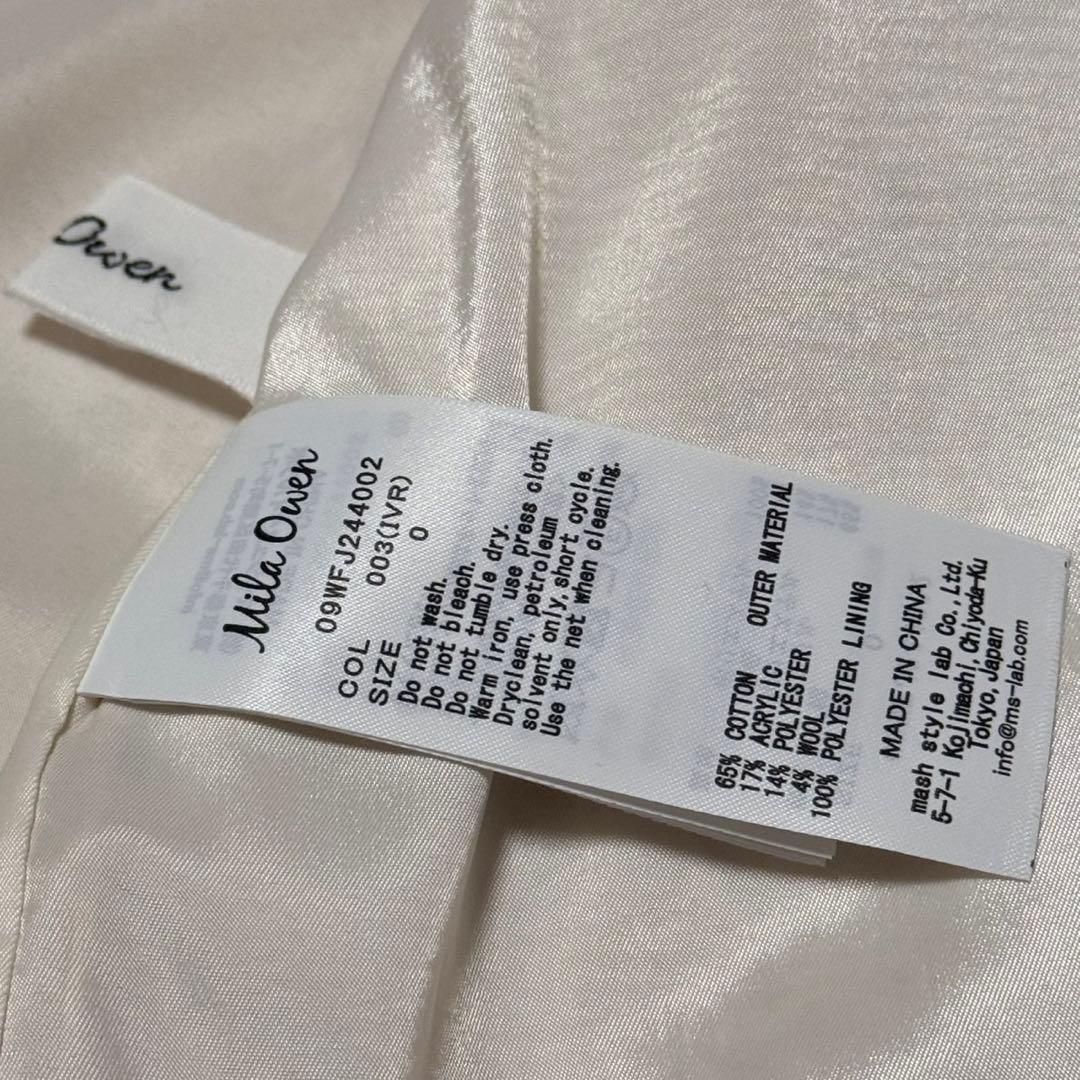 Owen
Mila Owen
09WFJ244002
COL 003(IVR)
SIZE 0
Do not wash.
Do not bleach.
Do not tumble dry.
Warm iron, use press cloth.
Dryclean, petroleum
solvent only, short cycle.
Use the net when cleaning.
OUTER MATERIAL
65% COTTON
17% ACRYLIC
14% POLYESTER
4% WOOL
100% POLYESTER LINING
MADE IN CHINA
mash style lab Co., Ltd.
5-7-1 Kojimachi, Chiyoda-Ku
Tokyo, Japan
info@ms-lab.com